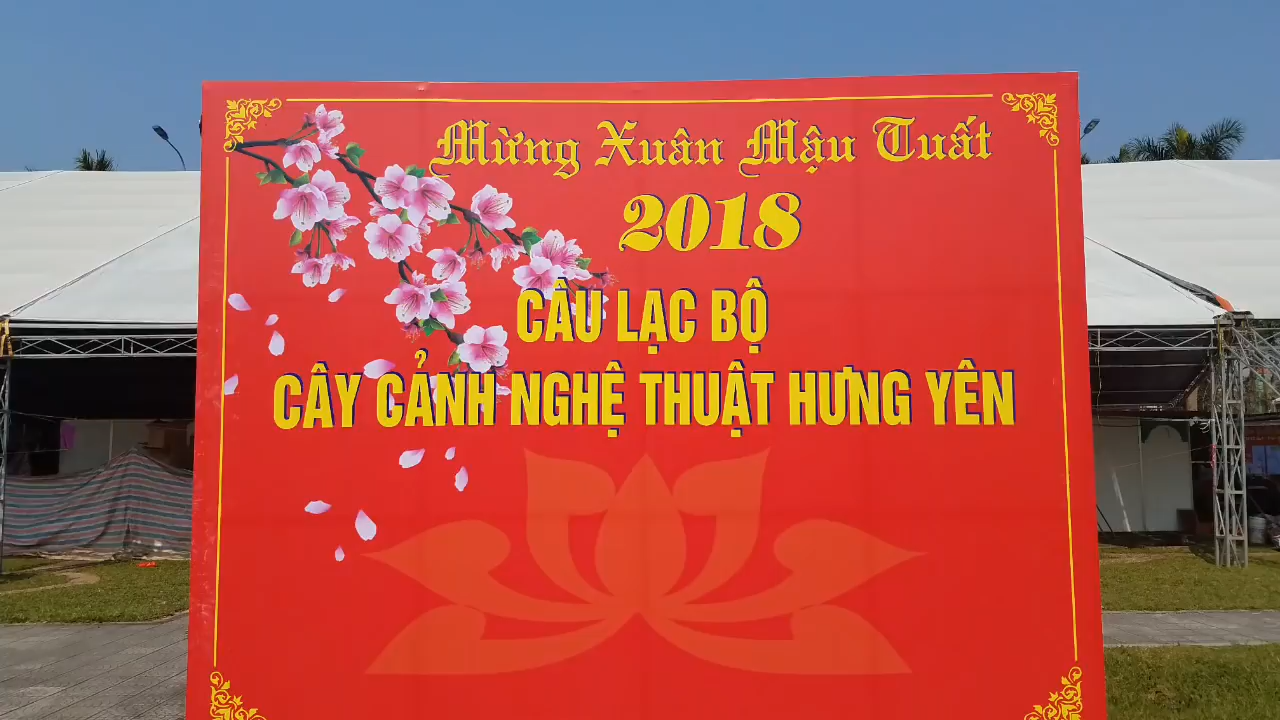 Mừng Xuân Mậu Tuất
2018
CÂU LẠC BỘ
CÂY CẢNH NGHỆ THUẬT HƯNG YÊN